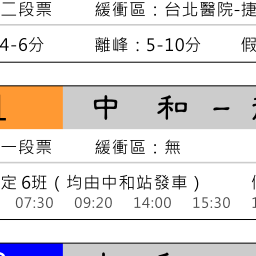 二段票 緩衝區：台北醫院-捷
4-6分 離峰：5-10分 假
中 和 -
一段票 緩衝區：無
定 6班（均由中和站發車）
07:30 09:20 14:00 15:30